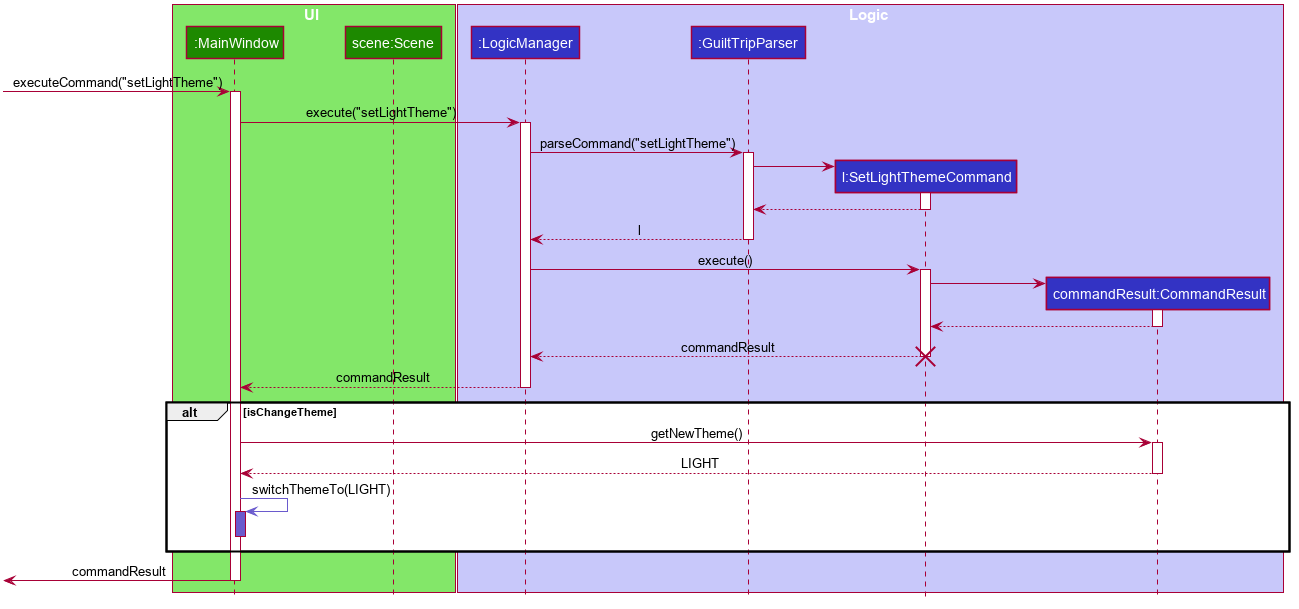 UI
Logic
:MainWindow
scene:Scene
:LogicManager
:GuiltTripParser
executeCommand("setLightTheme")
execute("setLightTheme")
parseCommand("setLightTheme")
l:SetLightThemeCommand
l
execute()
commandResult:CommandResult
commandResult
commandResult
alt
[isChangeTheme]
getNewTheme()
LIGHT
switchThemeTo(LIGHT)
commandResult